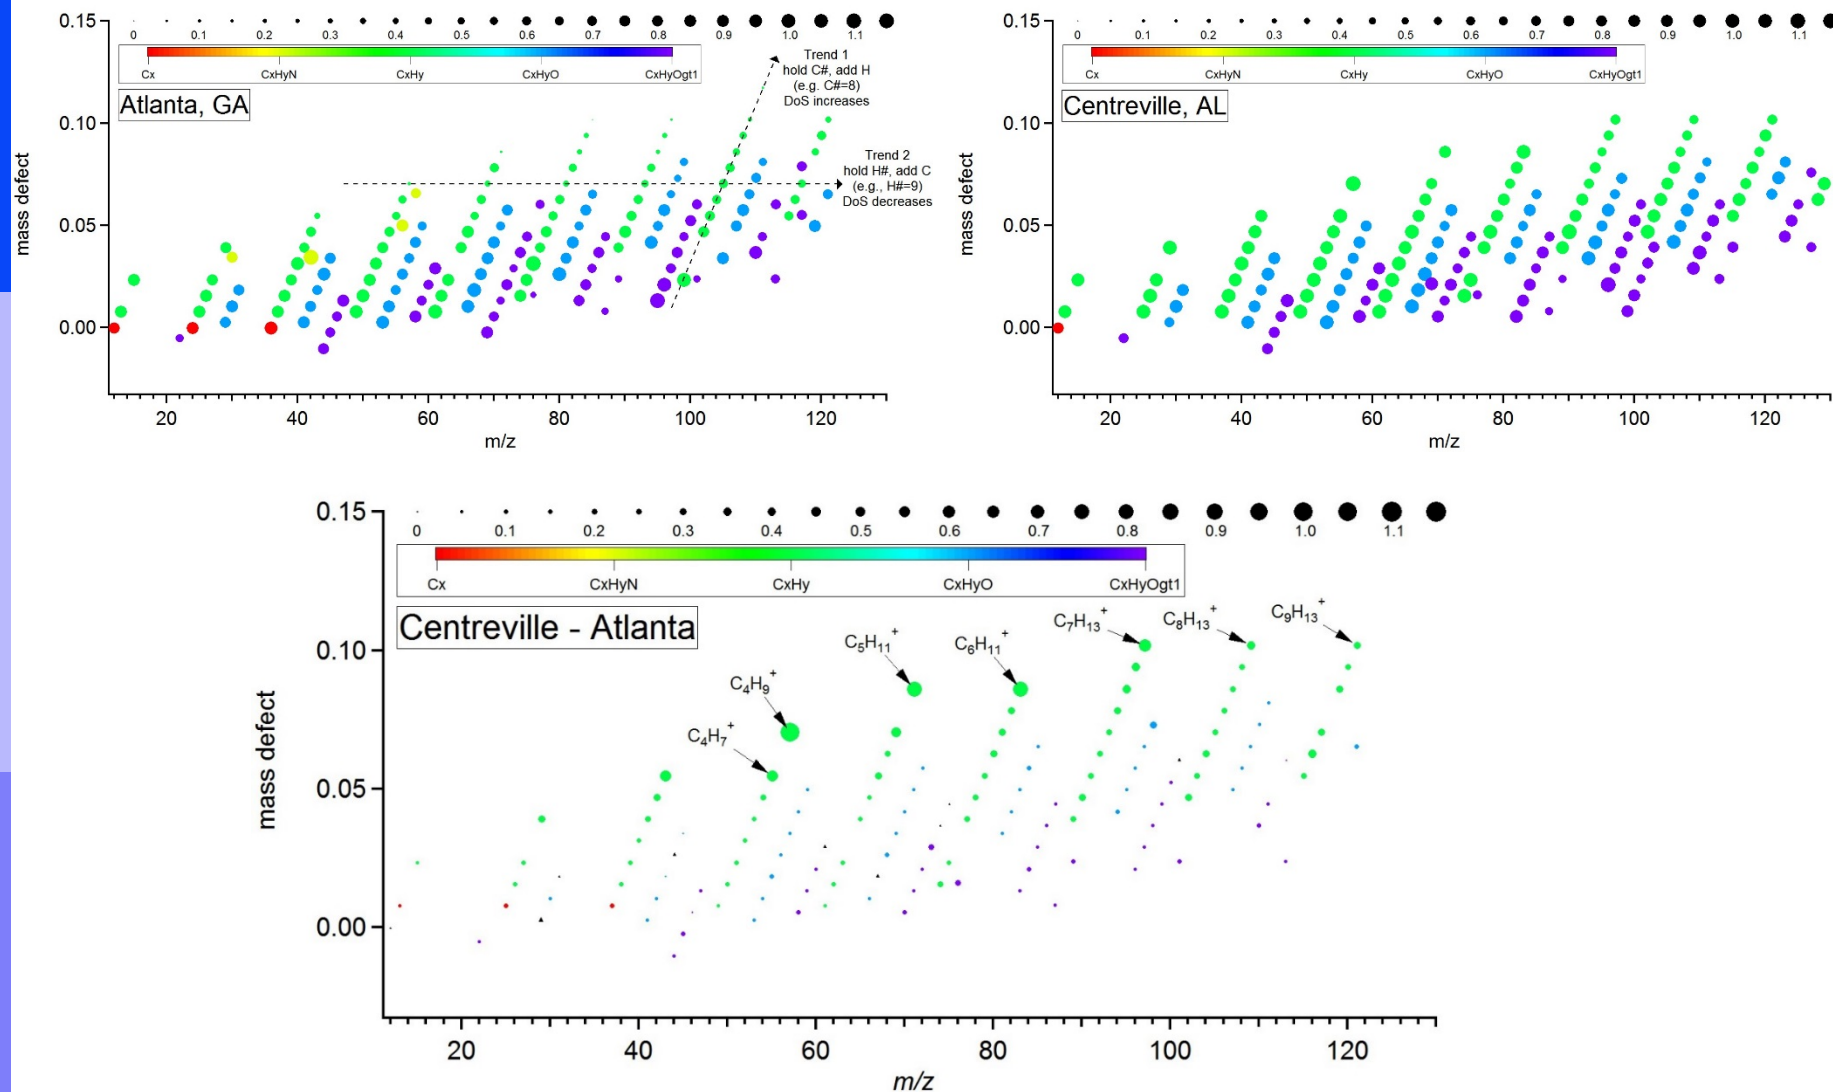 0.15
0 0.1 0.2 0.3 0.4 0.5 0.6 0.7 0.8 0.9 1.0 1.1
Cx CxHyN CxHy CxHyO CxHyOgt1
Atlanta, GA
Trend 1
hold C#, add H
(e.g. C#=8)
DoS increases
Trend 2
hold H#, add C
(e.g., H#=9)
DoS decreases
0.10
0.05
0.00
mass defect
20 40 60 80 100 120
m/z
0.15
0 0.1 0.2 0.3 0.4 0.5 0.6 0.7 0.8 0.9 1.0 1.1
Cx CxHyN CxHy CxHyO CxHyOgt1
Centreville, AL
0.10
0.05
0.00
mass defect
20 40 60 80 100 120
m/z
0.15
0 0.1 0.2 0.3 0.4 0.5 0.6 0.7 0.8 0.9 1.0 1.1
Cx CxHyN CxHy CxHyO CxHyOgt1
Centreville - Atlanta
C₄H₇⁺
C₄H₉⁺
C₅H₁₁⁺
C₆H₁₁⁺
C₇H₁₃⁺
C₈H₁₃⁺
C₉H₁₃⁺
0.10
0.05
0.00
mass defect
20 40 60 80 100 120
m/z